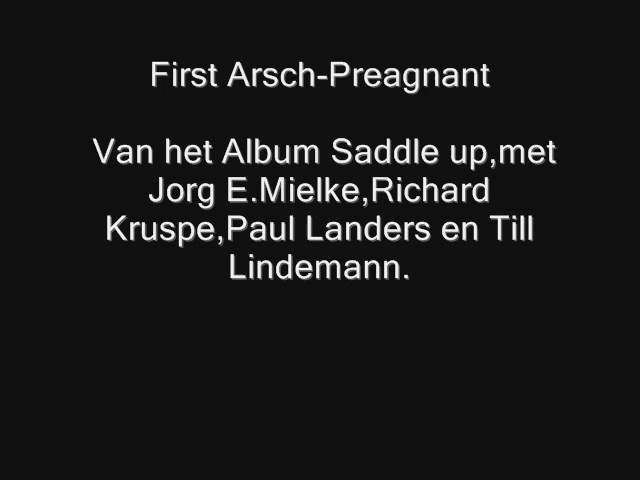 First Arsch-Preagnant
Van het Album Saddle up,met
Jorg E.Mielke,Richard
Kruspe,Paul Landers en Till
Lindemann.